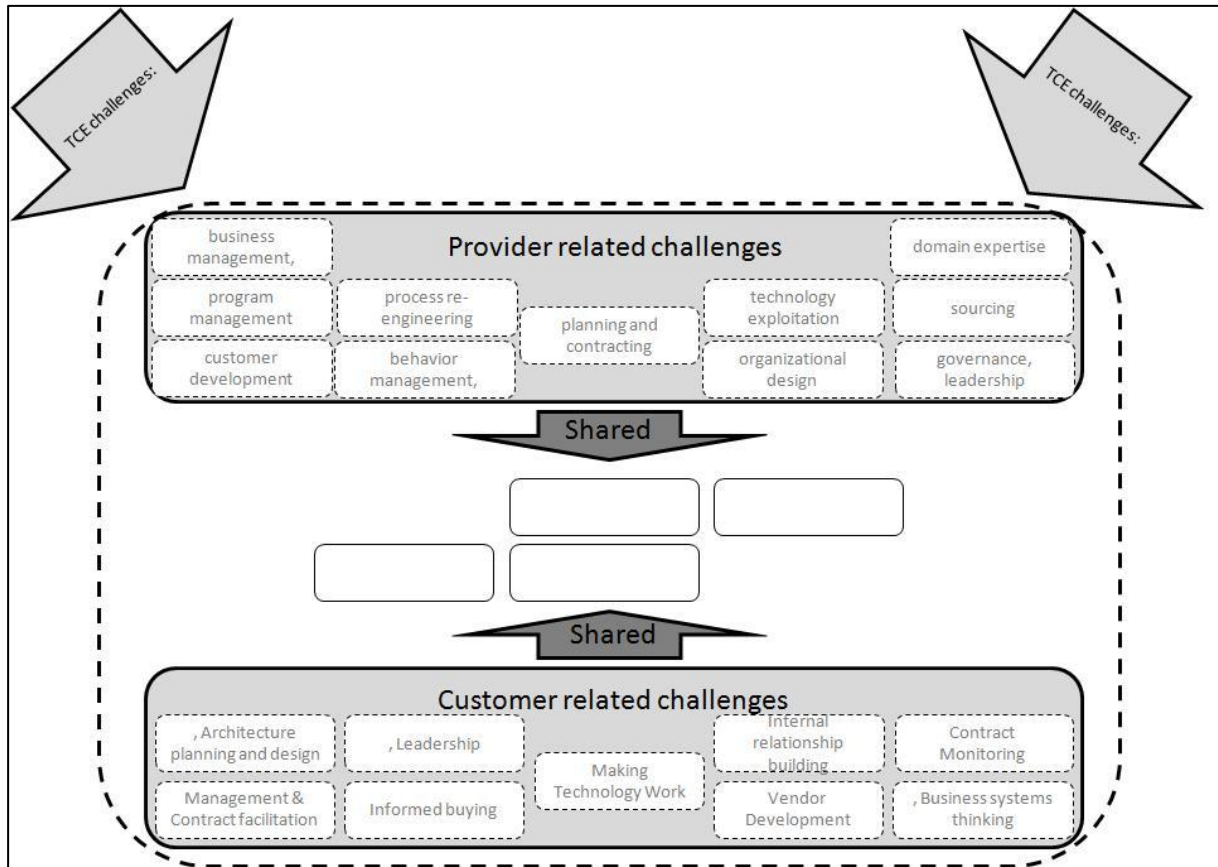 TCE challenges:
TCE challenges:
Provider related challenges
business
management,
domain expertise
program
management
process re-
engineering
planning and
contracting
technology
exploitation
sourcing
customer
development
behavior
management,
organizational
design
governance,
leadership
Shared
Shared
Customer related challenges
, Architecture
planning and design
, Leadership
Making
Technology Work
Internal
relationship
building
Contract
Monitoring
Management &
Contract facilitation
Informed buying
Vendor
Development
, Business systems
thinking